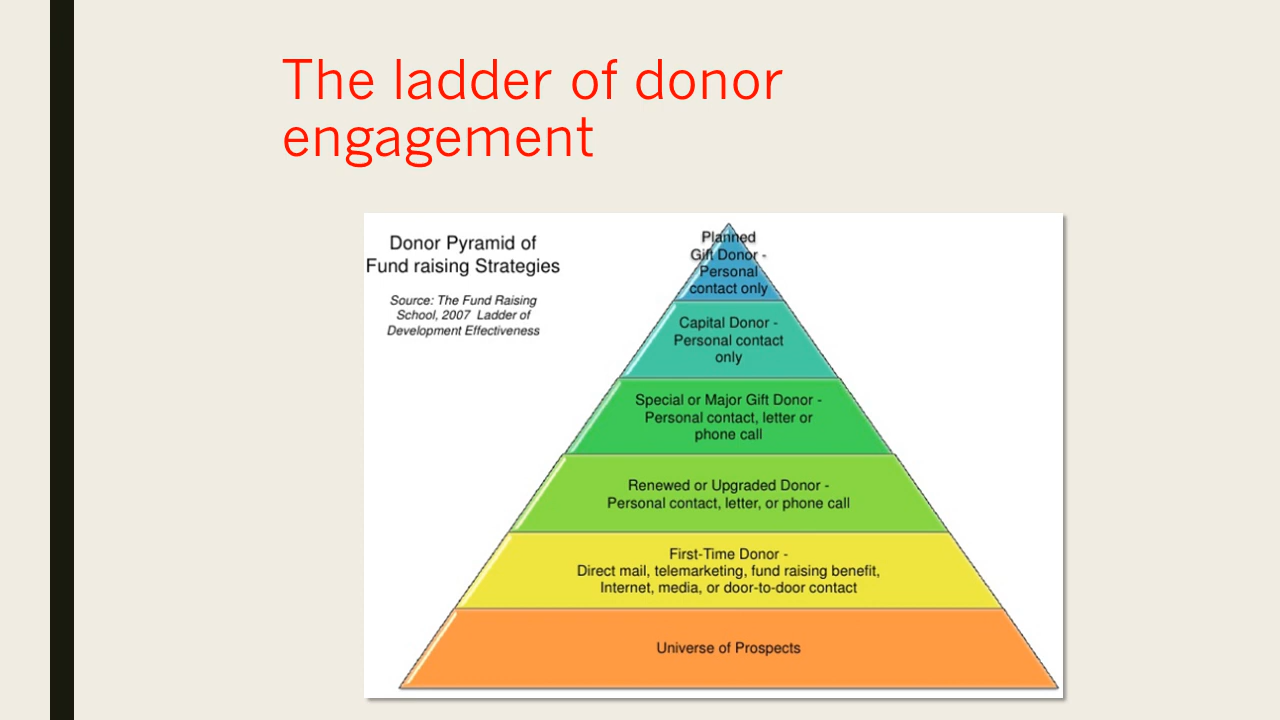 The ladder of donor
engagement
Donor Pyramid of
Fund raising Strategies
Source: The Fund Raising
School, 2007 Ladder of
Development Effectiveness
Planned
Gift Donor -
Personal
contact only
Capital Donor -
Personal contact
only
Special or Major Gift Donor -
Personal contact, letter or
phone call
Renewed or Upgraded Donor -
Personal contact, letter, or phone call
First-Time Donor -
Direct mail, telemarketing, fund raising benefit,
Internet, media, or door-to-door contact
Universe of Prospects